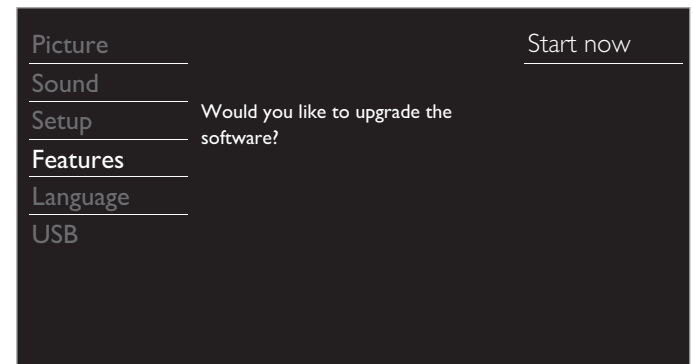 Picture
Sound
Setup
Features
Language
USB
Would you like to upgrade the
software?
Start now